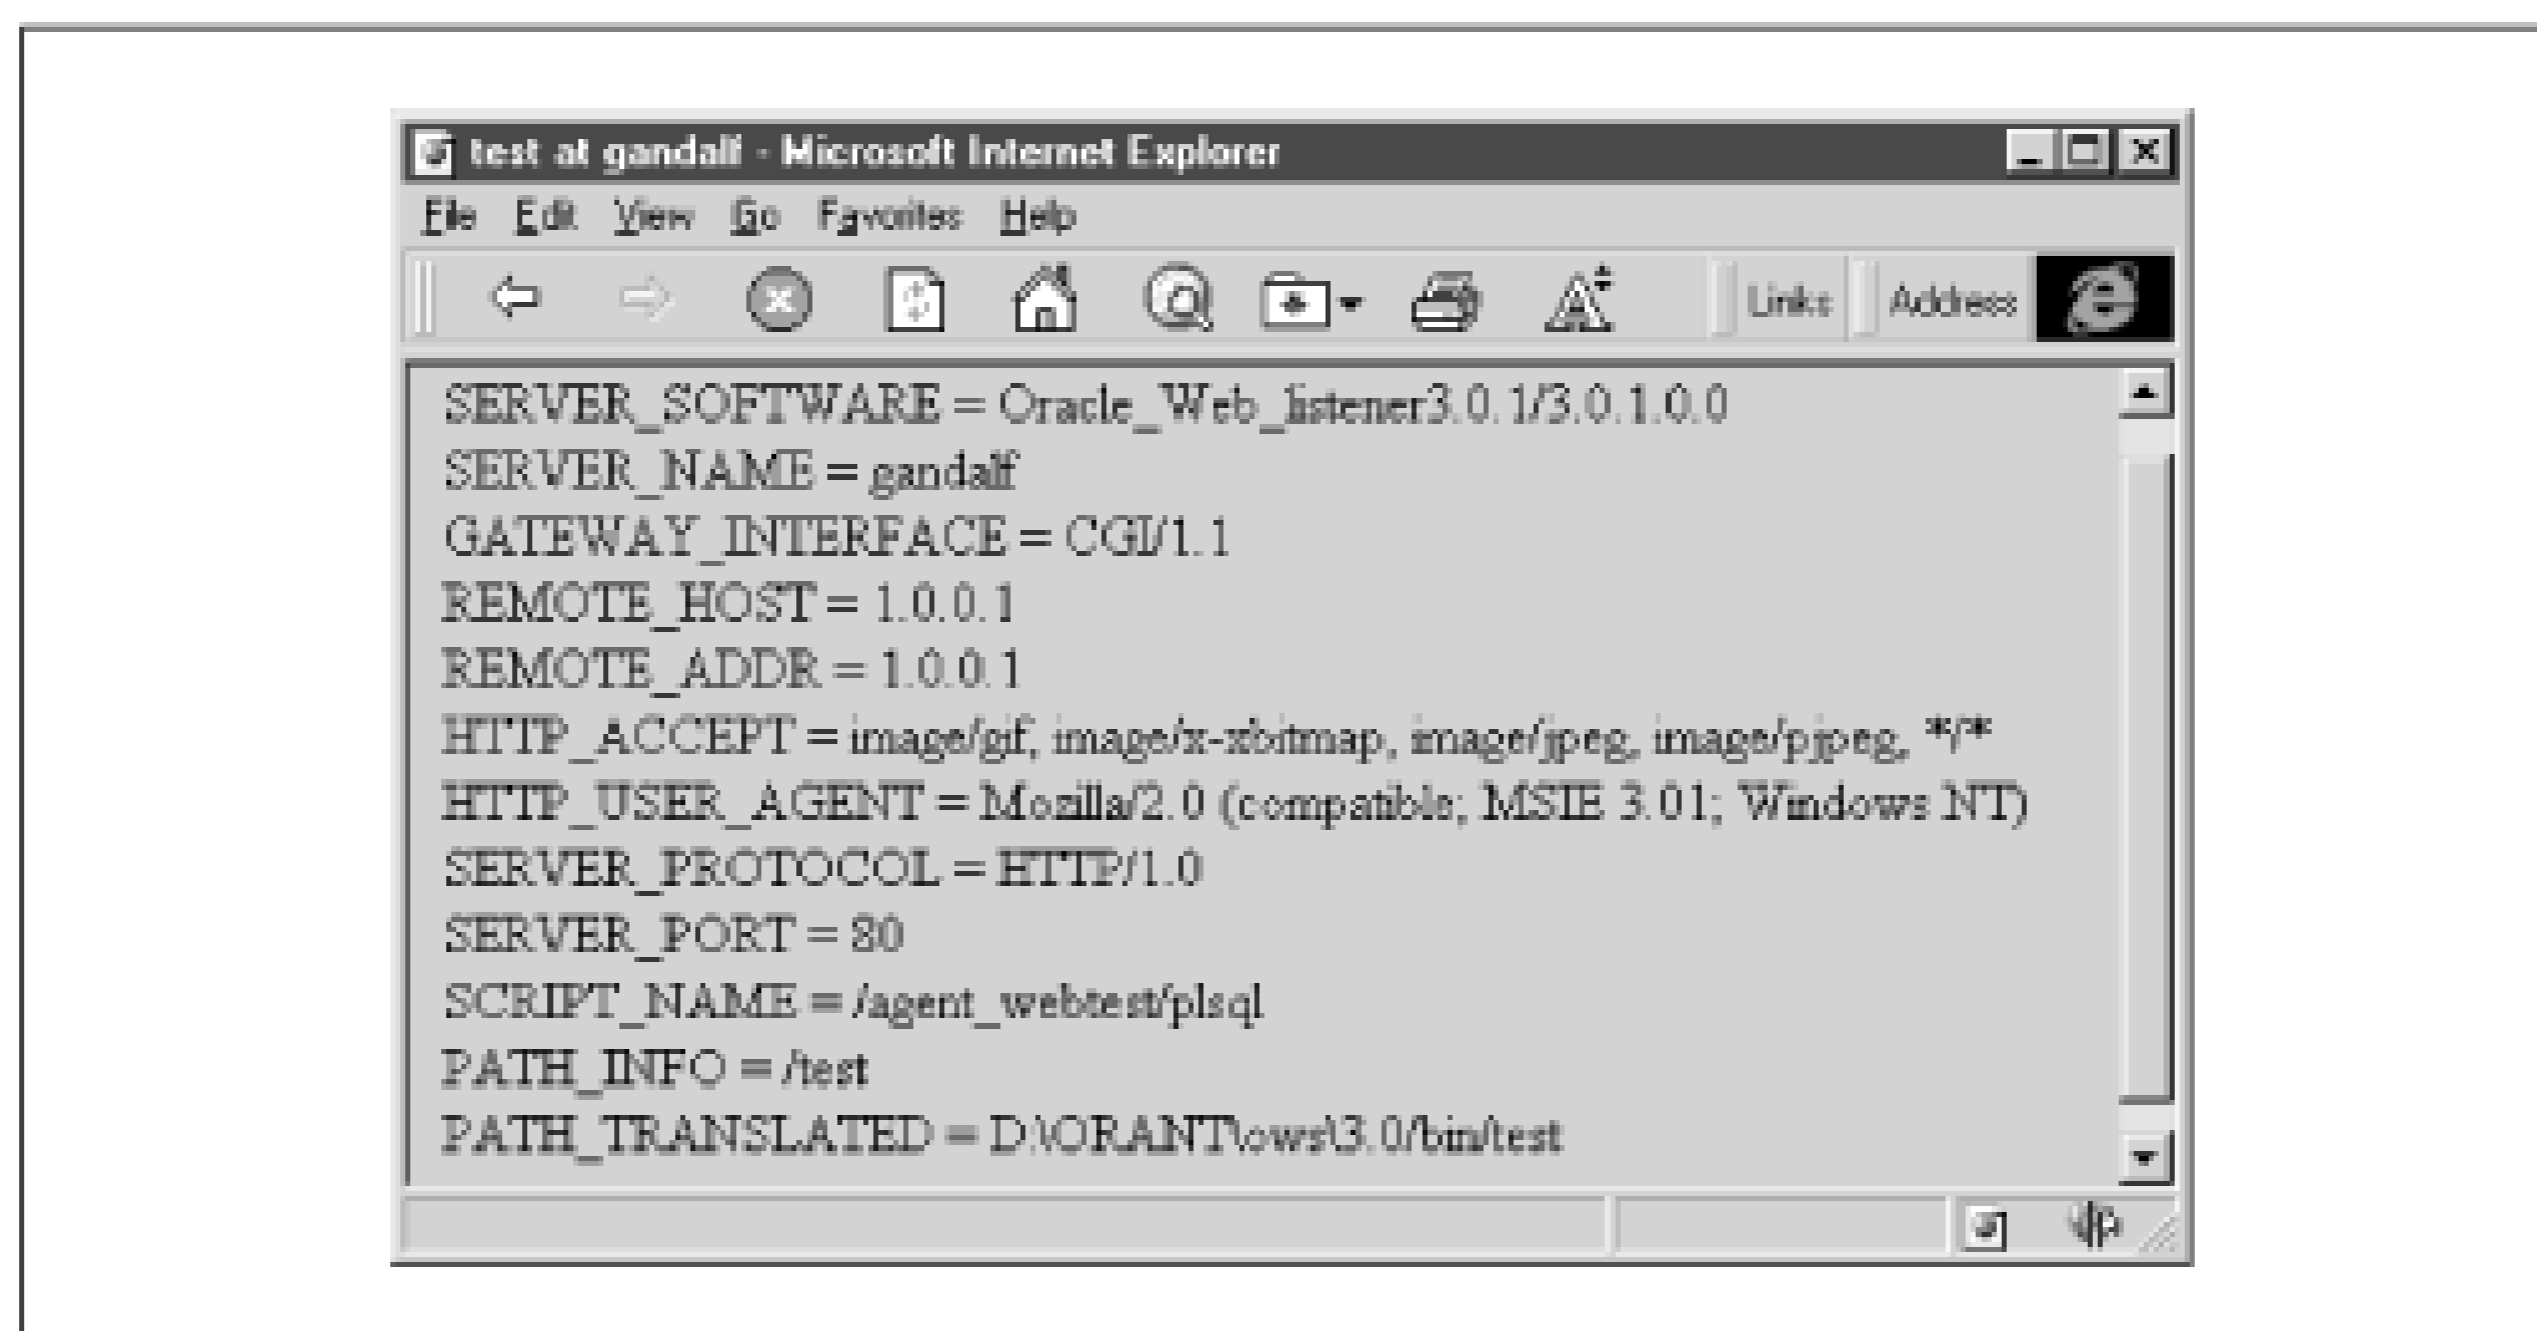 test at gandalf - Microsoft Internet Explorer
File Edit View Go Favorites Help
Links Address
SERVER_SOFTWARE = Oracle_Web_listener3.0.1/3.0.1.0.0
SERVER_NAME = gandalf
GATEWAY_INTERFACE = CGI/1.1
REMOTE_HOST = 1.0.0.1
REMOTE_ADDR = 1.0.0.1
HTTP_ACCEPT = image/gif, image/x-xbitmap, image/jpeg, image/pjpeg, */*
HTTP_USER_AGENT = Mozilla/2.0 (compatible; MSIE 3.01; Windows NT)
SERVER_PROTOCOL = HTTP/1.0
SERVER_PORT = 80
SCRIPT_NAME = /agent_webtest/plsql
PATH_INFO = /test
PATH_TRANSLATED = D:\ORANT\ows\3.0/bin/test